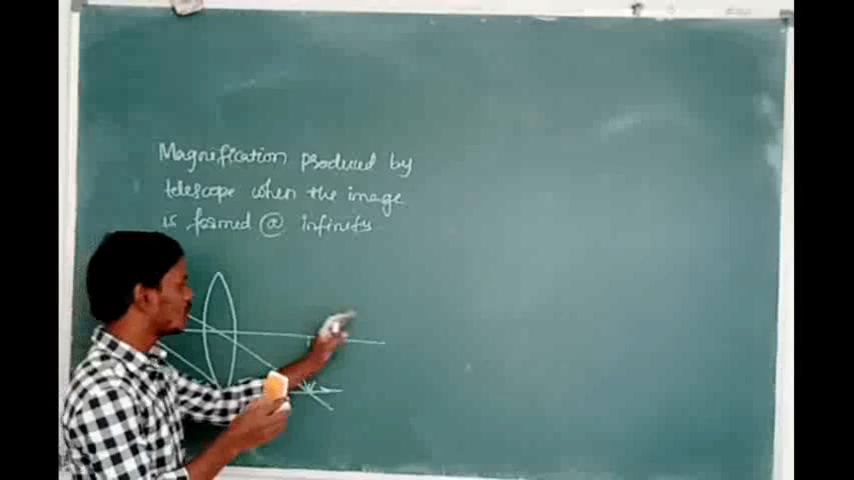 Magnification produced by
telescope when the image
is formed @ infinity